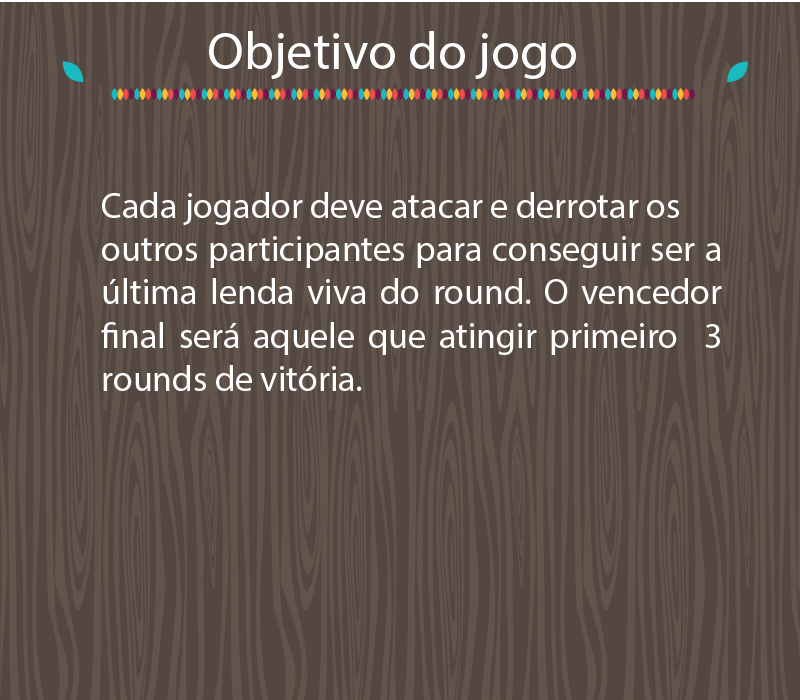 Objetivo do jogo
Cada jogador deve atacar e derrotar os
outros participantes para conseguir ser a
última lenda viva do round. O vencedor
final será aquele que atingir primeiro 3
rounds de vitória.